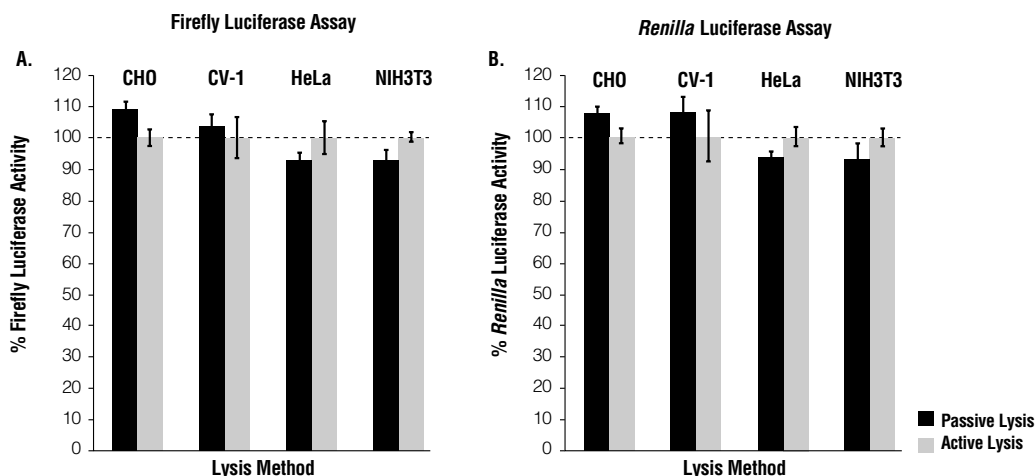 Firefly Luciferase Assay
A.
CHO CV-1 HeLa NIH3T3
% Firefly Luciferase Activity
120
110
100
90
80
70
60
50
40
30
20
10
0
Lysis Method
Renilla Luciferase Assay
B.
CHO CV-1 HeLa NIH3T3
% Renilla Luciferase Activity
120
110
100
90
80
70
60
50
40
30
20
10
0
Lysis Method
Passive Lysis
Active Lysis